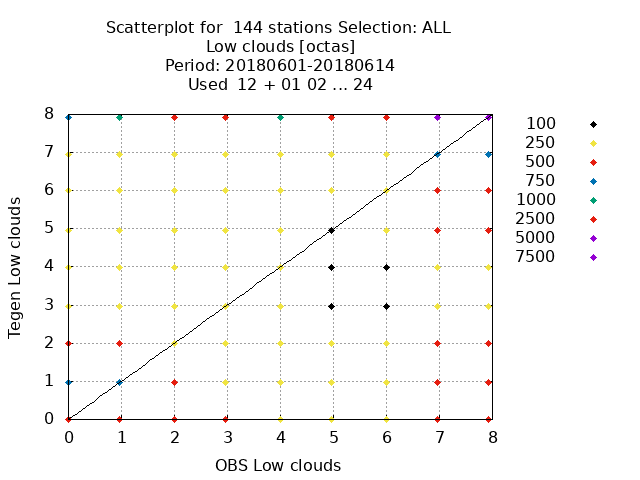 Scatterplot for  144 stations Selection: ALL
Low clouds [octas]
Period: 20180601-20180614
Used  12 + 01 02 ... 24
8
7
6
5
4
3
2
1
0
0 1 2 3 4 5 6 7 8
Tegen Low clouds
OBS Low clouds
100
250
500
750
1000
2500
5000
7500